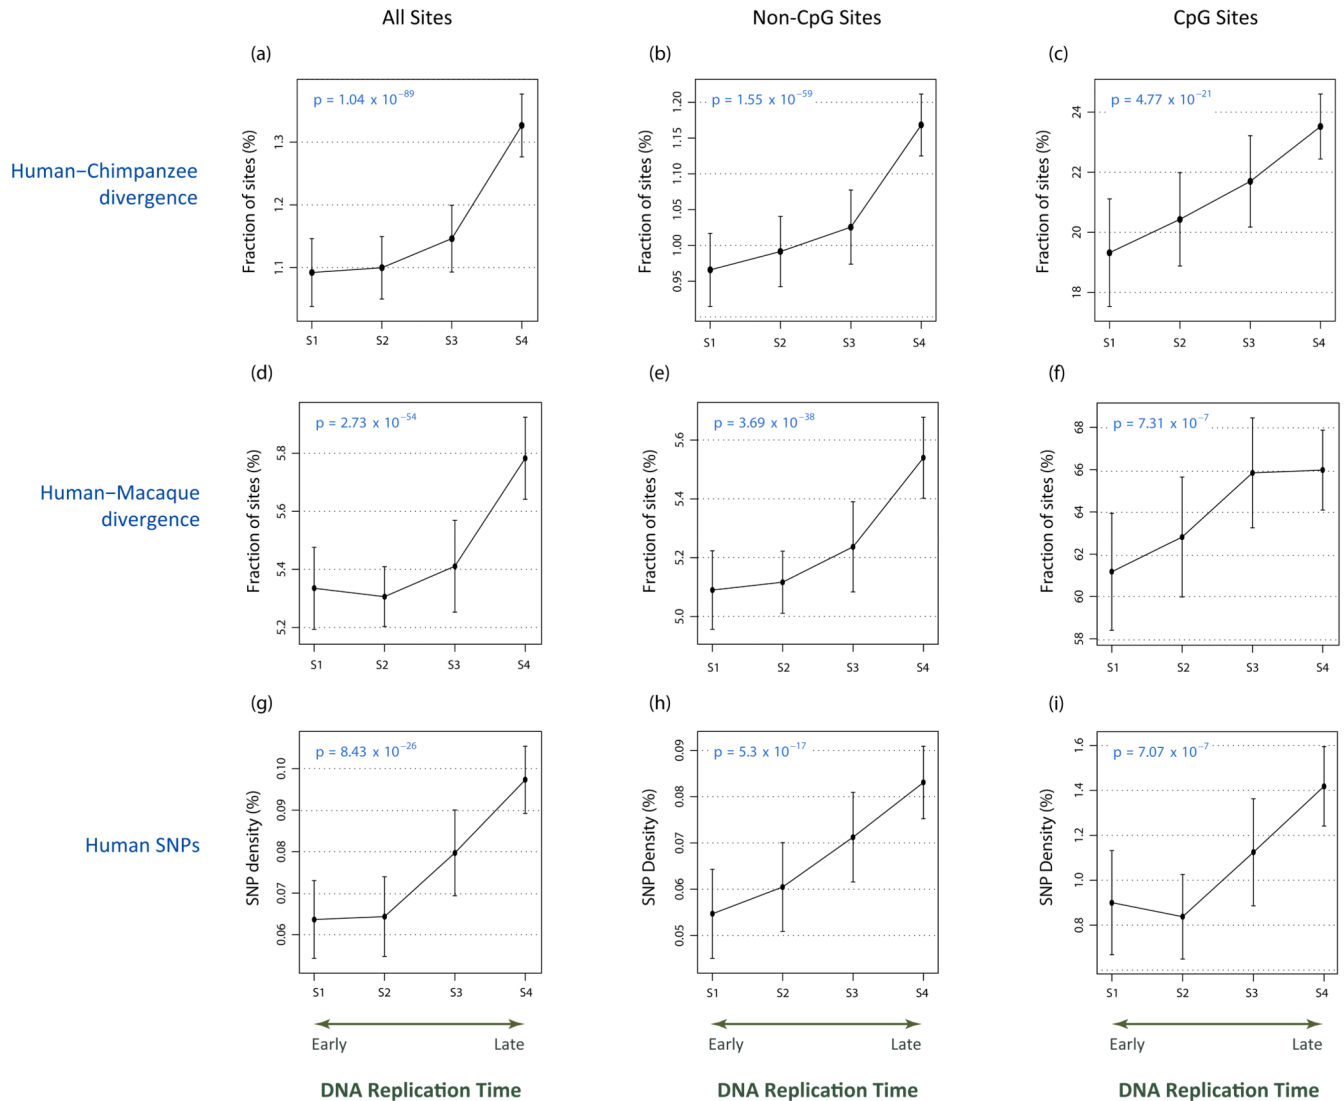 All Sites
Non-CpG Sites
CpG Sites
Human−Chimpanzee
divergence
(a)
p = 1.04 x 10−89
Fraction of sites (%)
1.3
1.2
1.1
S1 S2 S3 S4
(b)
p = 1.55 x 10−59
Fraction of sites (%)
1.20
1.15
1.10
1.05
1.00
0.95
S1 S2 S3 S4
(c)
p = 4.77 x 10−21
Fraction of sites (%)
24
22
20
18
S1 S2 S3 S4
Human−Macaque
divergence
(d)
p = 2.73 x 10−54
Fraction of sites (%)
5.8
5.6
5.4
5.2
S1 S2 S3 S4
(e)
p = 3.69 x 10−38
Fraction of sites (%)
5.6
5.4
5.2
5.0
S1 S2 S3 S4
(f)
p = 7.31 x 10−7
Fraction of sites (%)
68
66
64
62
60
58
S1 S2 S3 S4
Human SNPs
(g)
p = 8.43 x 10−26
SNP density (%)
0.10
0.09
0.08
0.07
0.06
S1 S2 S3 S4
Early Late
DNA Replication Time
(h)
p = 5.3 x 10−17
SNP Density (%)
0.09
0.08
0.07
0.06
0.05
S1 S2 S3 S4
Early Late
DNA Replication Time
(i)
p = 7.07 x 10−7
SNP Density (%)
1.6
1.4
1.2
1.0
0.8
S1 S2 S3 S4
Early Late
DNA Replication Time